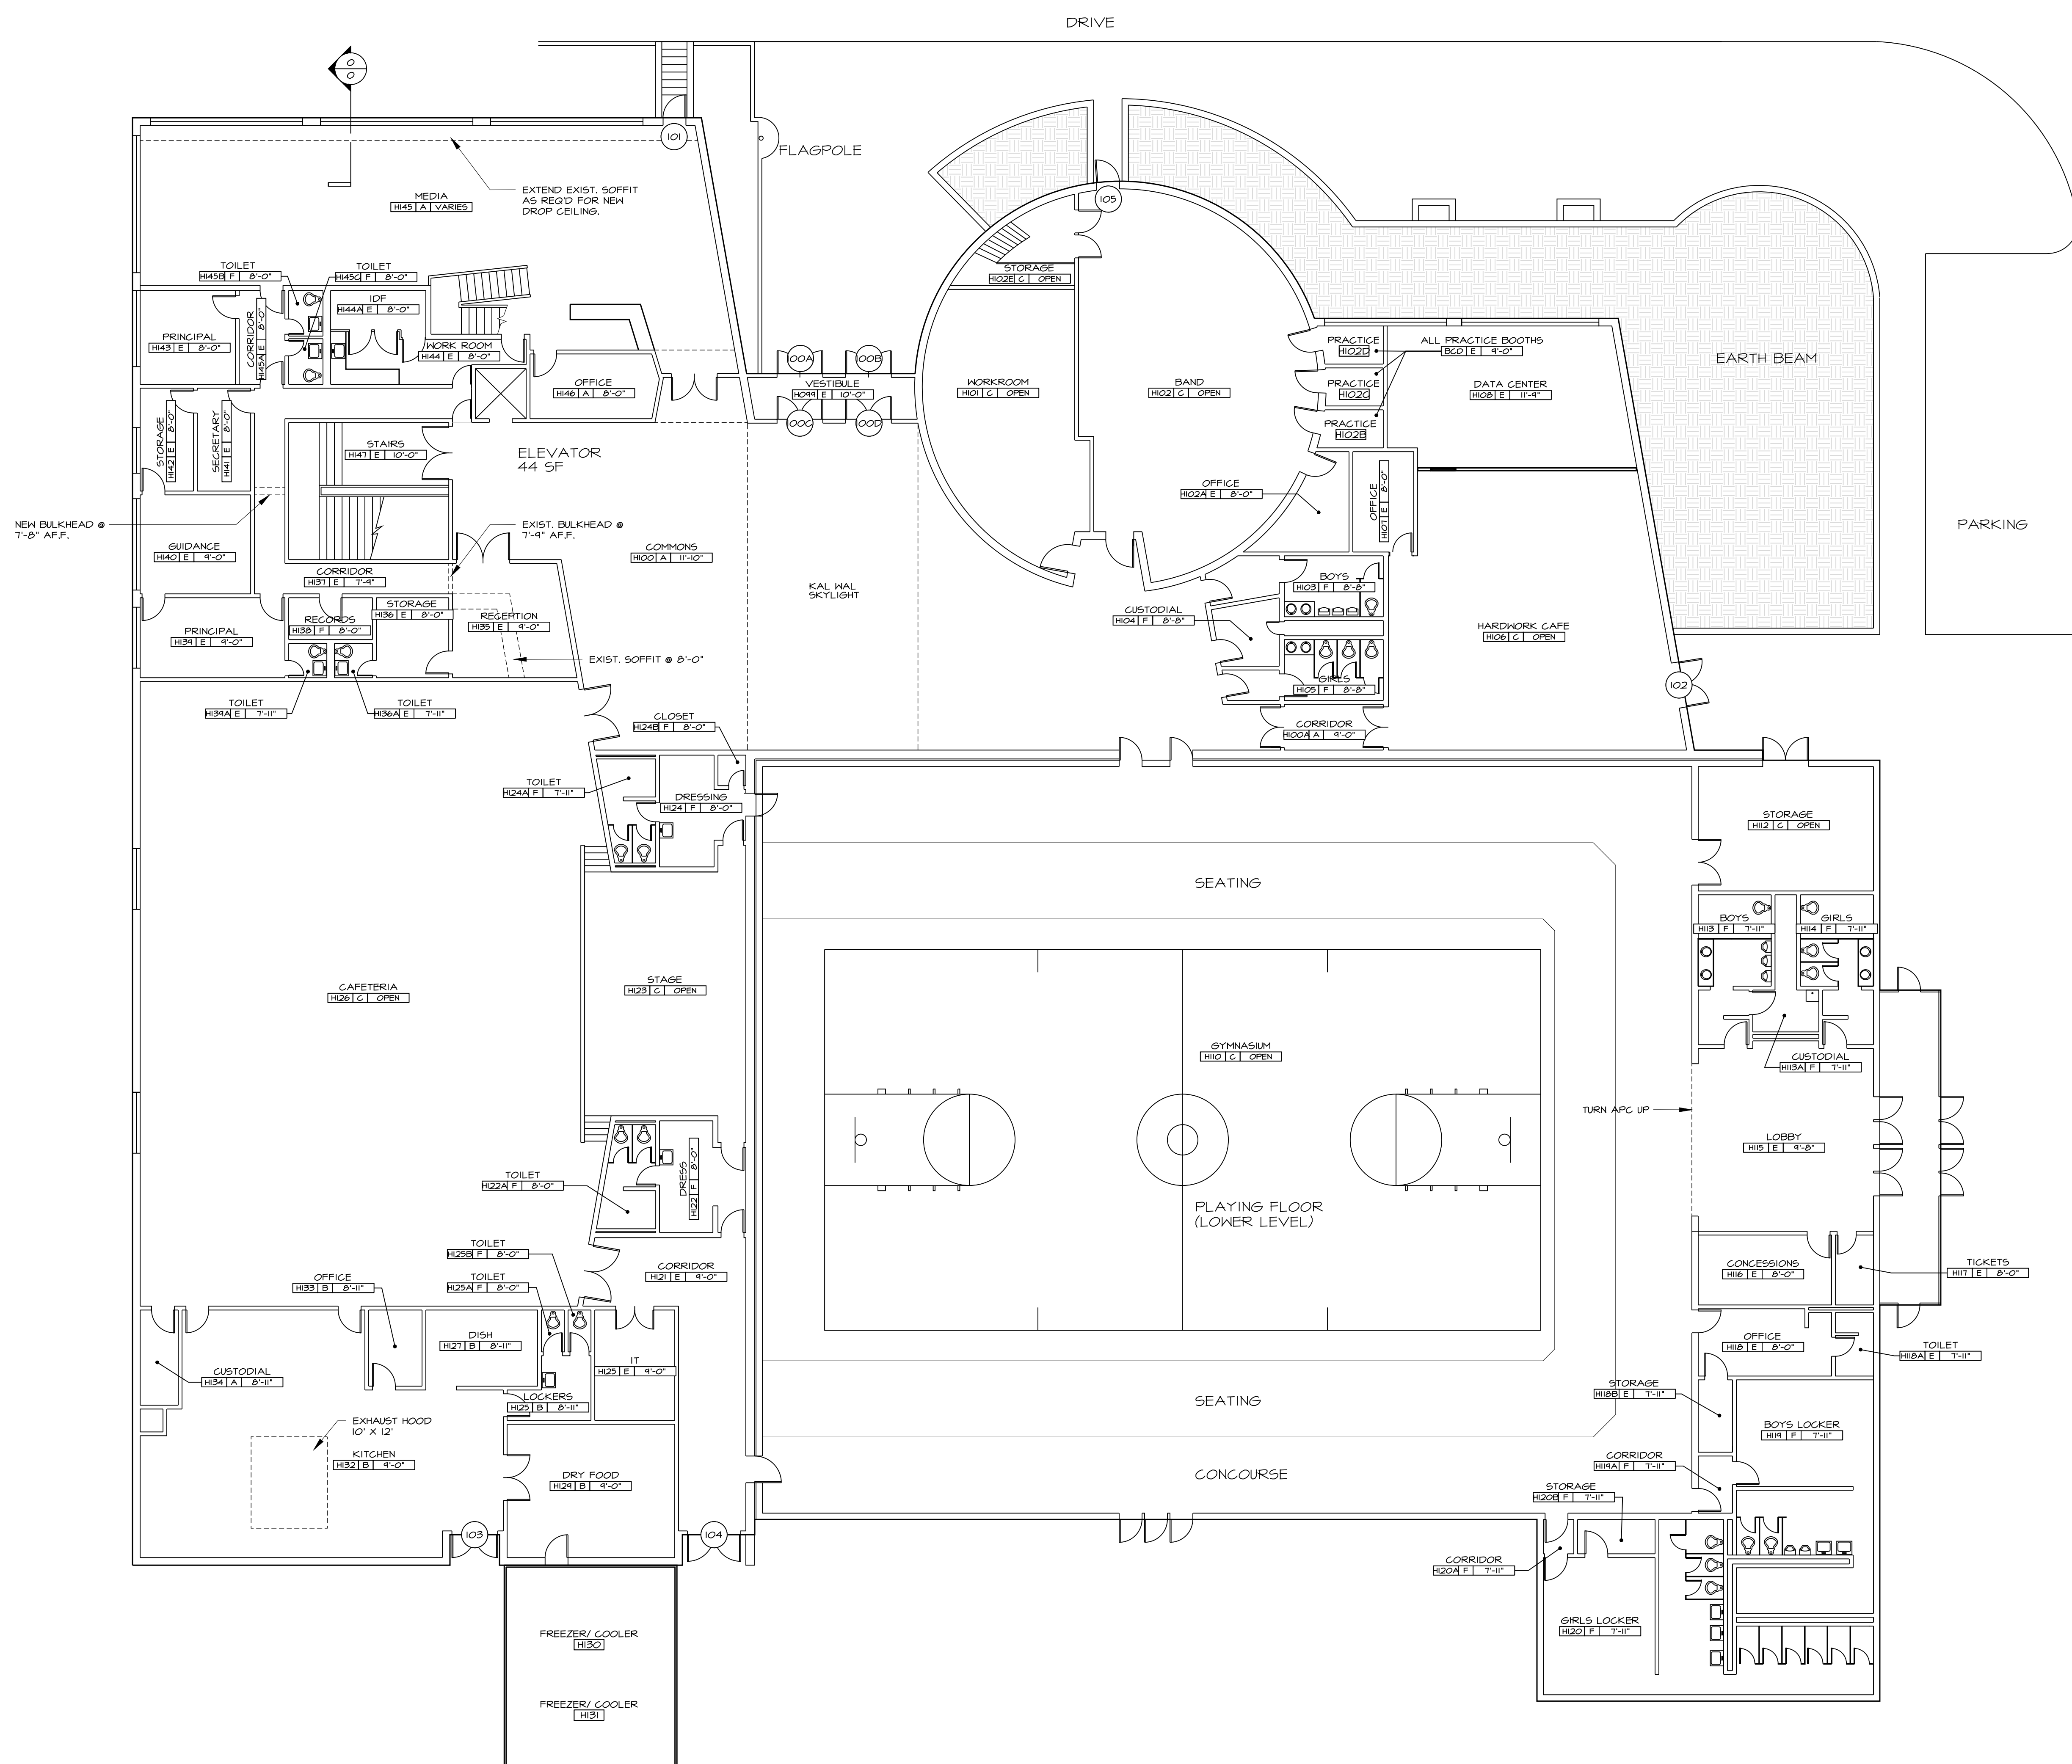 DRIVE
0
0
101
FLAGPOLE
EXTEND EXIST. SOFFIT
AS REQ'D FOR NEW
DROP CEILING.
MEDIA
H145 A VARIES
105
TOILET
H145B F 8'-0"
TOILET
H145C F 8'-0"
STORAGE
H102E C OPEN
IDF
H144A E 8'-0"
PRINCIPAL
H143 E 8'-0"
CORRIDOR
H145A E 8'-0"
WORK ROOM
H144 E 8'-0"
OFFICE
H146 A 8'-0"
100A
100B
VESTIBULE
H099 E 10'-0"
100C
100D
WORKROOM
H101 C OPEN
BAND
H102 C OPEN
PRACTICE
H102D
PRACTICE
H102C
PRACTICE
H102B
ALL PRACTICE BOOTHS
BCD E 9'-0"
DATA CENTER
H108 E 11'-9"
EARTH BEAM
STORAGE
H142 E 8'-0"
SECRETARY
H141 E 8'-0"
STAIRS
H147 E 10'-0"
ELEVATOR
44 SF
OFFICE
H102A E 8'-0"
OFFICE
H107 E 8'-0"
PARKING
NEW BULKHEAD @
7'-8" A.F.F.
EXIST. BULKHEAD @
7'-9" A.F.F.
GUIDANCE
H140 E 9'-0"
COMMONS
H100 A 11'-10"
CORRIDOR
H137 E 7'-9"
KAL WAL
SKYLIGHT
BOYS
H103 F 8'-8"
STORAGE
H136 E 8'-0"
RECORDS
H138 F 8'-0"
RECEPTION
H135 E 9'-0"
CUSTODIAL
H104 F 8'-8"
PRINCIPAL
H139 E 9'-0"
HARDWORK CAFE
H106 C OPEN
EXIST. SOFFIT @ 8'-0"
GIRLS
H105 F 8'-8"
102
TOILET
H139A E 7'-11"
TOILET
H136A E 7'-11"
CLOSET
H124B F 8'-0"
CORRIDOR
H100A A 9'-0"
TOILET
H124A F 7'-11"
DRESSING
H124 F 8'-0"
STORAGE
H112 C OPEN
SEATING
BOYS
H113 F 7'-11"
GIRLS
H114 F 7'-11"
CAFETERIA
H126 C OPEN
STAGE
H123 C OPEN
GYMNASIUM
H110 C OPEN
CUSTODIAL
H113A F 7'-11"
TURN APC UP
LOBBY
H115 E 9'-8"
TOILET
H122A F 8'-0"
DRESS
H122 F 8'-0"
PLAYING FLOOR
(LOWER LEVEL)
TOILET
H125B F 8'-0"
TOILET
H125A F 8'-0"
CORRIDOR
H121 E 9'-0"
CONCESSIONS
H116 E 8'-0"
TICKETS
H117 E 8'-0"
OFFICE
H133 B 8'-11"
DISH
H127 B 8'-11"
IT
H125 E 9'-0"
OFFICE
H118 E 8'-0"
TOILET
H118A E 7'-11"
CUSTODIAL
H134 A 8'-11"
LOCKERS
H125 B 8'-11"
SEATING
STORAGE
H118B E 7'-11"
EXHAUST HOOD
10' X 12'
KITCHEN
H132 B 9'-0"
BOYS LOCKER
H119 F 7'-11"
DRY FOOD
H129 B 9'-0"
CONCOURSE
CORRIDOR
H119A F 7'-11"
STORAGE
H120B F 7'-11"
103
104
CORRIDOR
H120A F 7'-11"
GIRLS LOCKER
H120 F 7'-11"
FREEZER/ COOLER
H130
FREEZER/ COOLER
H131